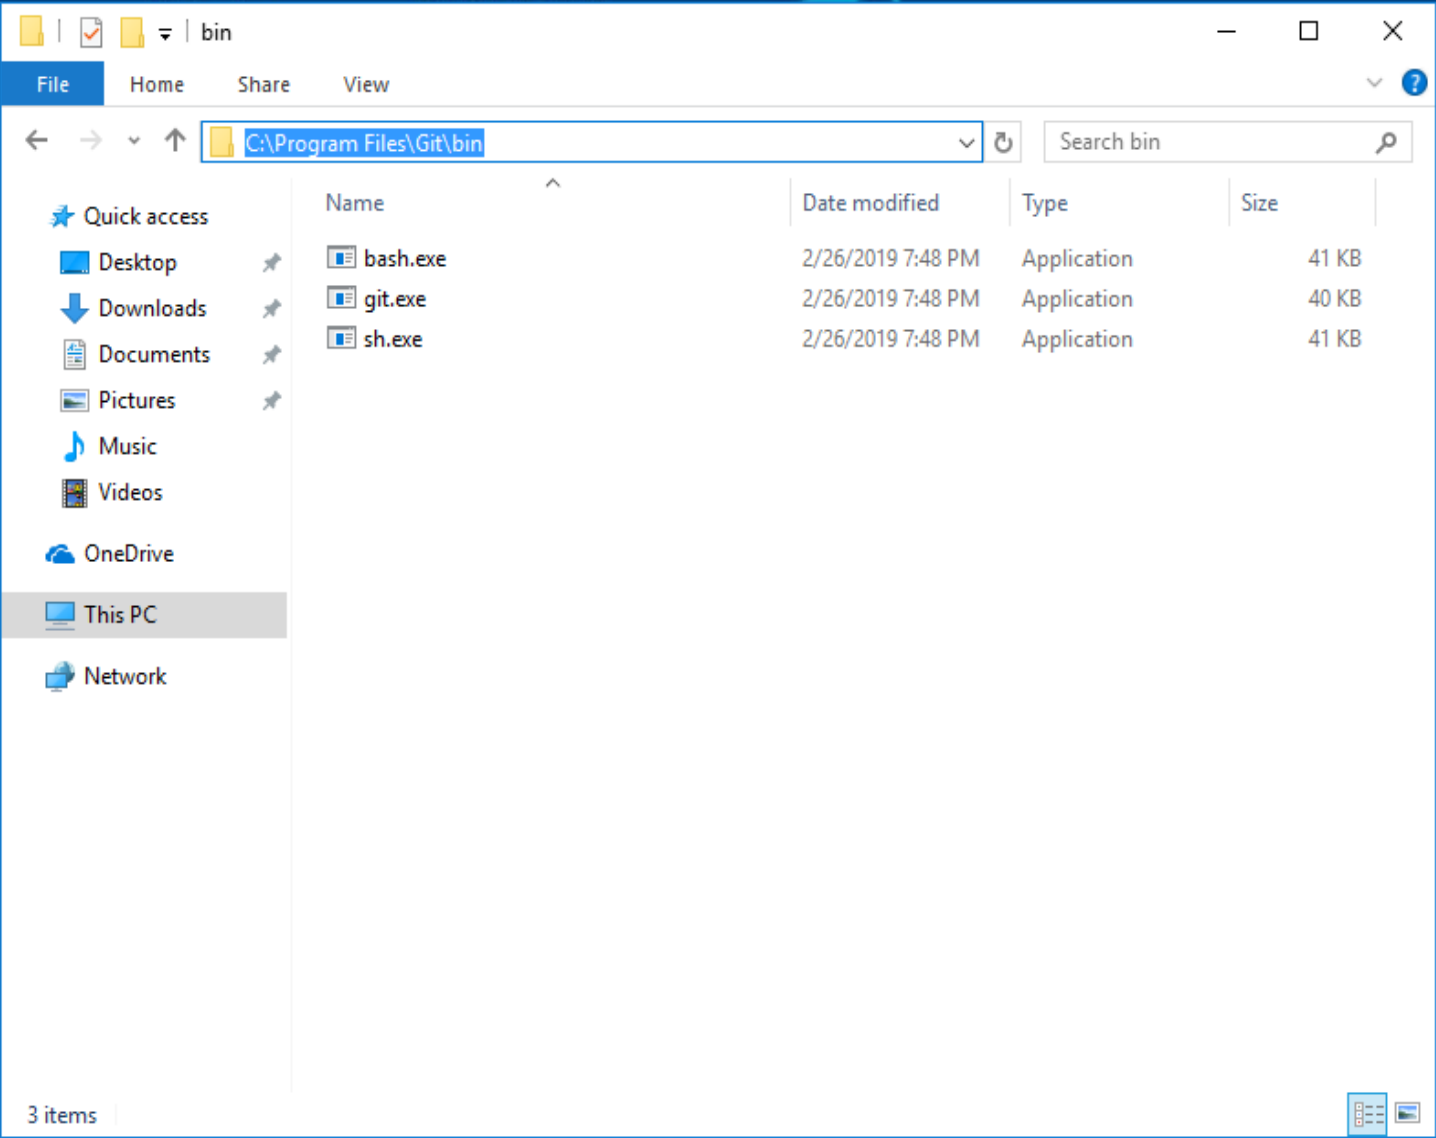 bin
File Home Share View
C:\Program Files\Git\bin Search bin
Name Date modified Type Size
Quick access
Desktop
Downloads
Documents
Pictures
Music
Videos
OneDrive
This PC
Network
bash.exe 2/26/2019 7:48 PM Application 41 KB
git.exe 2/26/2019 7:48 PM Application 40 KB
sh.exe 2/26/2019 7:48 PM Application 41 KB
3 items